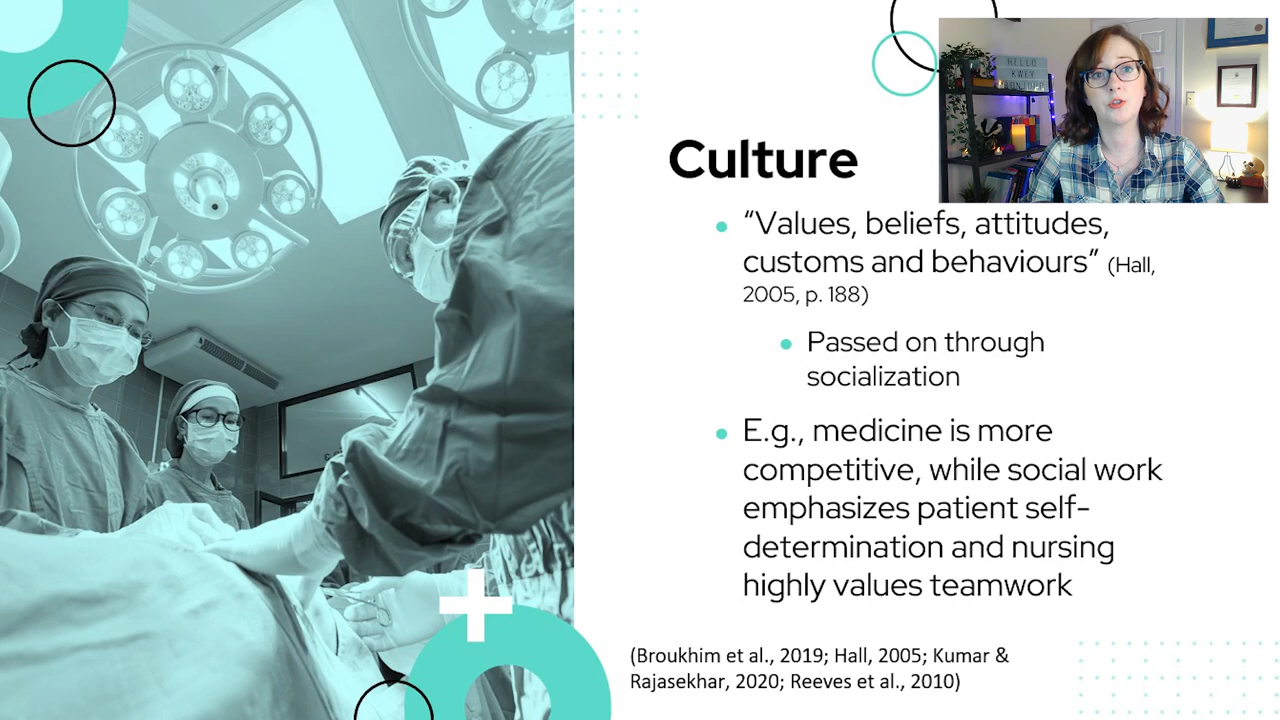 HELLO
KWEY
Culture
“Values, beliefs, attitudes,
customs and behaviours” (Hall,
2005, p. 188)
Passed on through
socialization
E.g., medicine is more
competitive, while social work
emphasizes patient self-
determination and nursing
highly values teamwork
(Broukhim et al., 2019; Hall, 2005; Kumar &
Rajasekhar, 2020; Reeves et al., 2010)